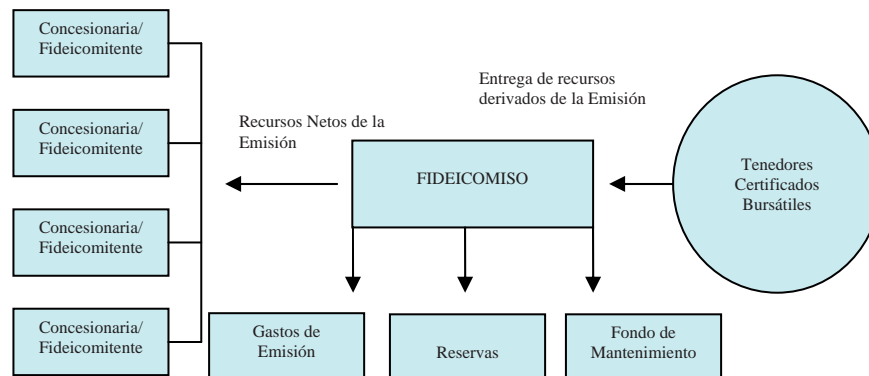 Concesionaria/
Fideicomitente
Concesionaria/
Fideicomitente
Concesionaria/
Fideicomitente
Concesionaria/
Fideicomitente
Recursos Netos de la
Emisión
Entrega de recursos
derivados de la Emisión
FIDEICOMISO
Tenedores
Certificados
Bursátiles
Gastos de
Emisión
Reservas
Fondo de
Mantenimiento